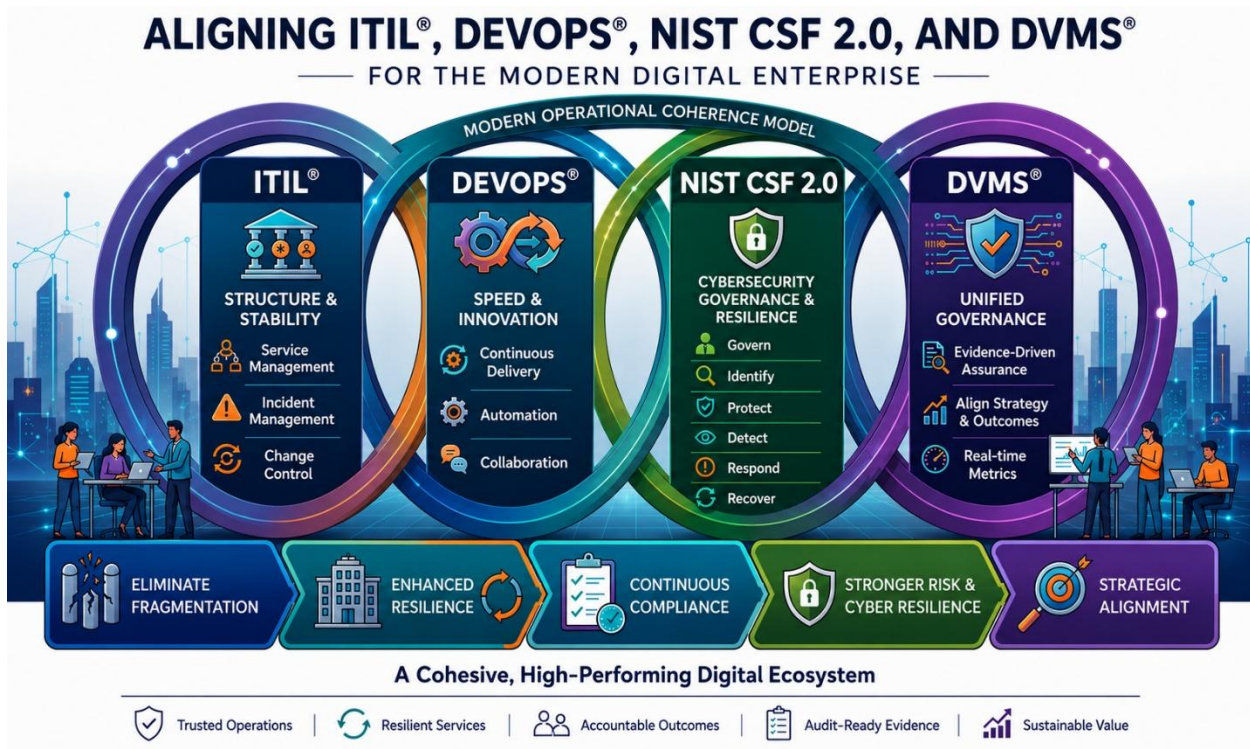 ALIGNING ITIL®, DEVOPS®, NIST CSF 2.0, AND DVMS®
FOR THE MODERN DIGITAL ENTERPRISE
MODERN OPERATIONAL COHERENCE MODEL
ITIL®
STRUCTURE &
STABILITY
Service
Management
Incident
Management
Change
Control
DEVOPS®
SPEED &
INNOVATION
Continuous
Delivery
Automation
Collaboration
NIST CSF 2.0
CYBERSECURITY
GOVERNANCE &
RESILIENCE
Govern
Identify
Protect
Detect
Respond
Recover
DVMS®
UNIFIED
GOVERNANCE
Evidence-Driven
Assurance
Align Strategy
& Outcomes
Real-time
Metrics
ELIMINATE
FRAGMENTATION
ENHANCED
RESILIENCE
CONTINUOUS
COMPLIANCE
STRONGER RISK &
CYBER RESILIENCE
STRATEGIC
ALIGNMENT
A Cohesive, High-Performing Digital Ecosystem
Trusted Operations
Resilient Services
Accountable Outcomes
Audit-Ready Evidence
Sustainable Value